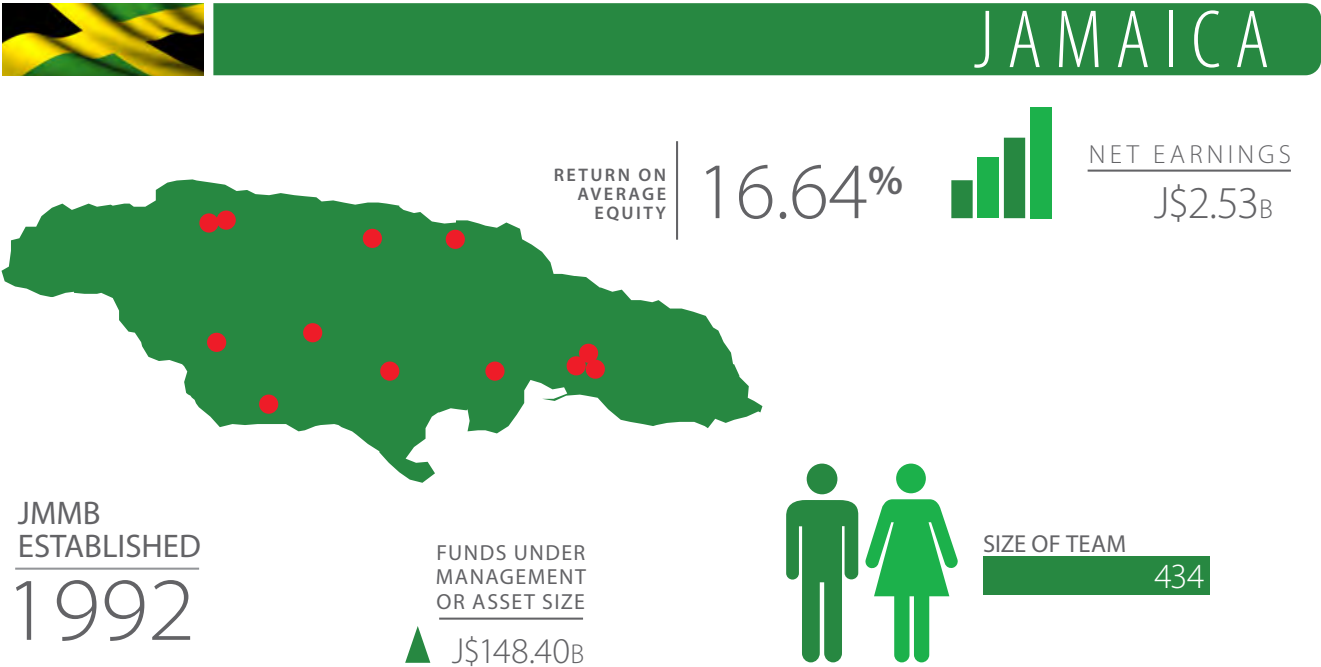 JAMAICA
RETURN ON
AVERAGE
EQUITY
16.64%
NET EARNINGS
J$2.53B
JMMB
ESTABLISHED
1992
FUNDS UNDER
MANAGEMENT
OR ASSET SIZE
J$148.40B
SIZE OF TEAM
434